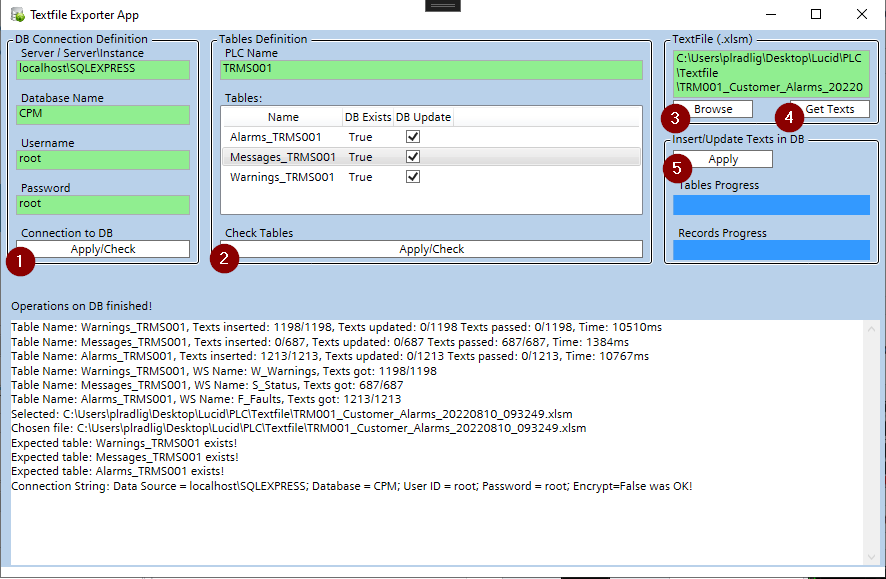 Textfile Exporter App
DB Connection Definition
Server / Server\Instance
localhost\SQLEXPRESS
Database Name
CPM
Username
root
Password
root
Connection to DB
Apply/Check
1
Tables Definition
PLC Name
TRMS001
Tables:
Name DB Exists DB Update
Alarms_TRMS001 True
Messages_TRMS001 True
Warnings_TRMS001 True
Check Tables
Apply/Check
2
TextFile (.xlsm)
C:\Users\plradlig\Desktop\Lucid\PLC
\Textfile
\TRM001_Customer_Alarms_20220
Browse
3
Get Texts
4
Insert/Update Texts in DB
Apply
5
Tables Progress
Records Progress
Operations on DB finished!
Table Name: Warnings_TRMS001, Texts inserted: 1198/1198, Texts updated: 0/1198 Texts passed: 0/1198, Time: 10510ms
Table Name: Messages_TRMS001, Texts inserted: 0/687, Texts updated: 0/687 Texts passed: 687/687, Time: 1384ms
Table Name: Alarms_TRMS001, Texts inserted: 1213/1213, Texts updated: 0/1213 Texts passed: 0/1213, Time: 10767ms
Table Name: Warnings_TRMS001, WS Name: W_Warnings, Texts got: 1198/1198
Table Name: Messages_TRMS001, WS Name: S_Status, Texts got: 687/687
Table Name: Alarms_TRMS001, WS Name: F_Faults, Texts got: 1213/1213
Selected: C:\Users\plradlig\Desktop\Lucid\PLC\Textfile\TRM001_Customer_Alarms_20220810_093249.xlsm
Chosen file: C:\Users\plradlig\Desktop\Lucid\PLC\Textfile\TRM001_Customer_Alarms_20220810_093249.xlsm
Expected table: Warnings_TRMS001 exists!
Expected table: Messages_TRMS001 exists!
Expected table: Alarms_TRMS001 exists!
Connection String: Data Source = localhost\SQLEXPRESS; Database = CPM; User ID = root; Password = root; Encrypt=False was OK!